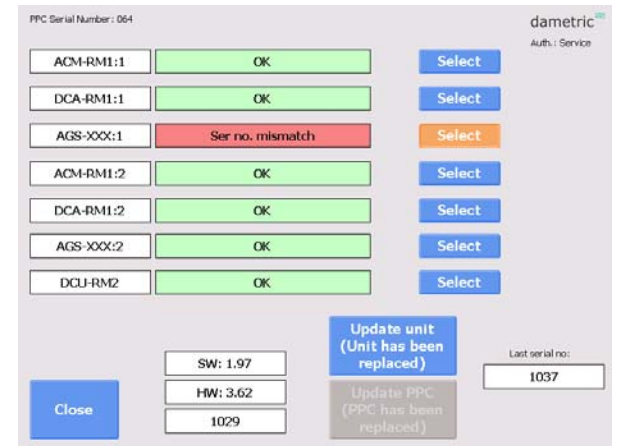 PPC Serial Number: 064
dametric
Auth.: Service
ACM-RM1:1 OK Select
DCA-RM1:1 OK Select
AGS-XXX:1 Ser no. mismatch Select
ACM-RM1:2 OK Select
DCA-RM1:2 OK Select
AGS-XXX:2 OK Select
DCU-RM2 OK Select
Update unit
(Unit has been
replaced)
Last serial no:
SW: 1.97
1037
HW: 3.62
Update PPC
(PPC has been
replaced)
Close
1029